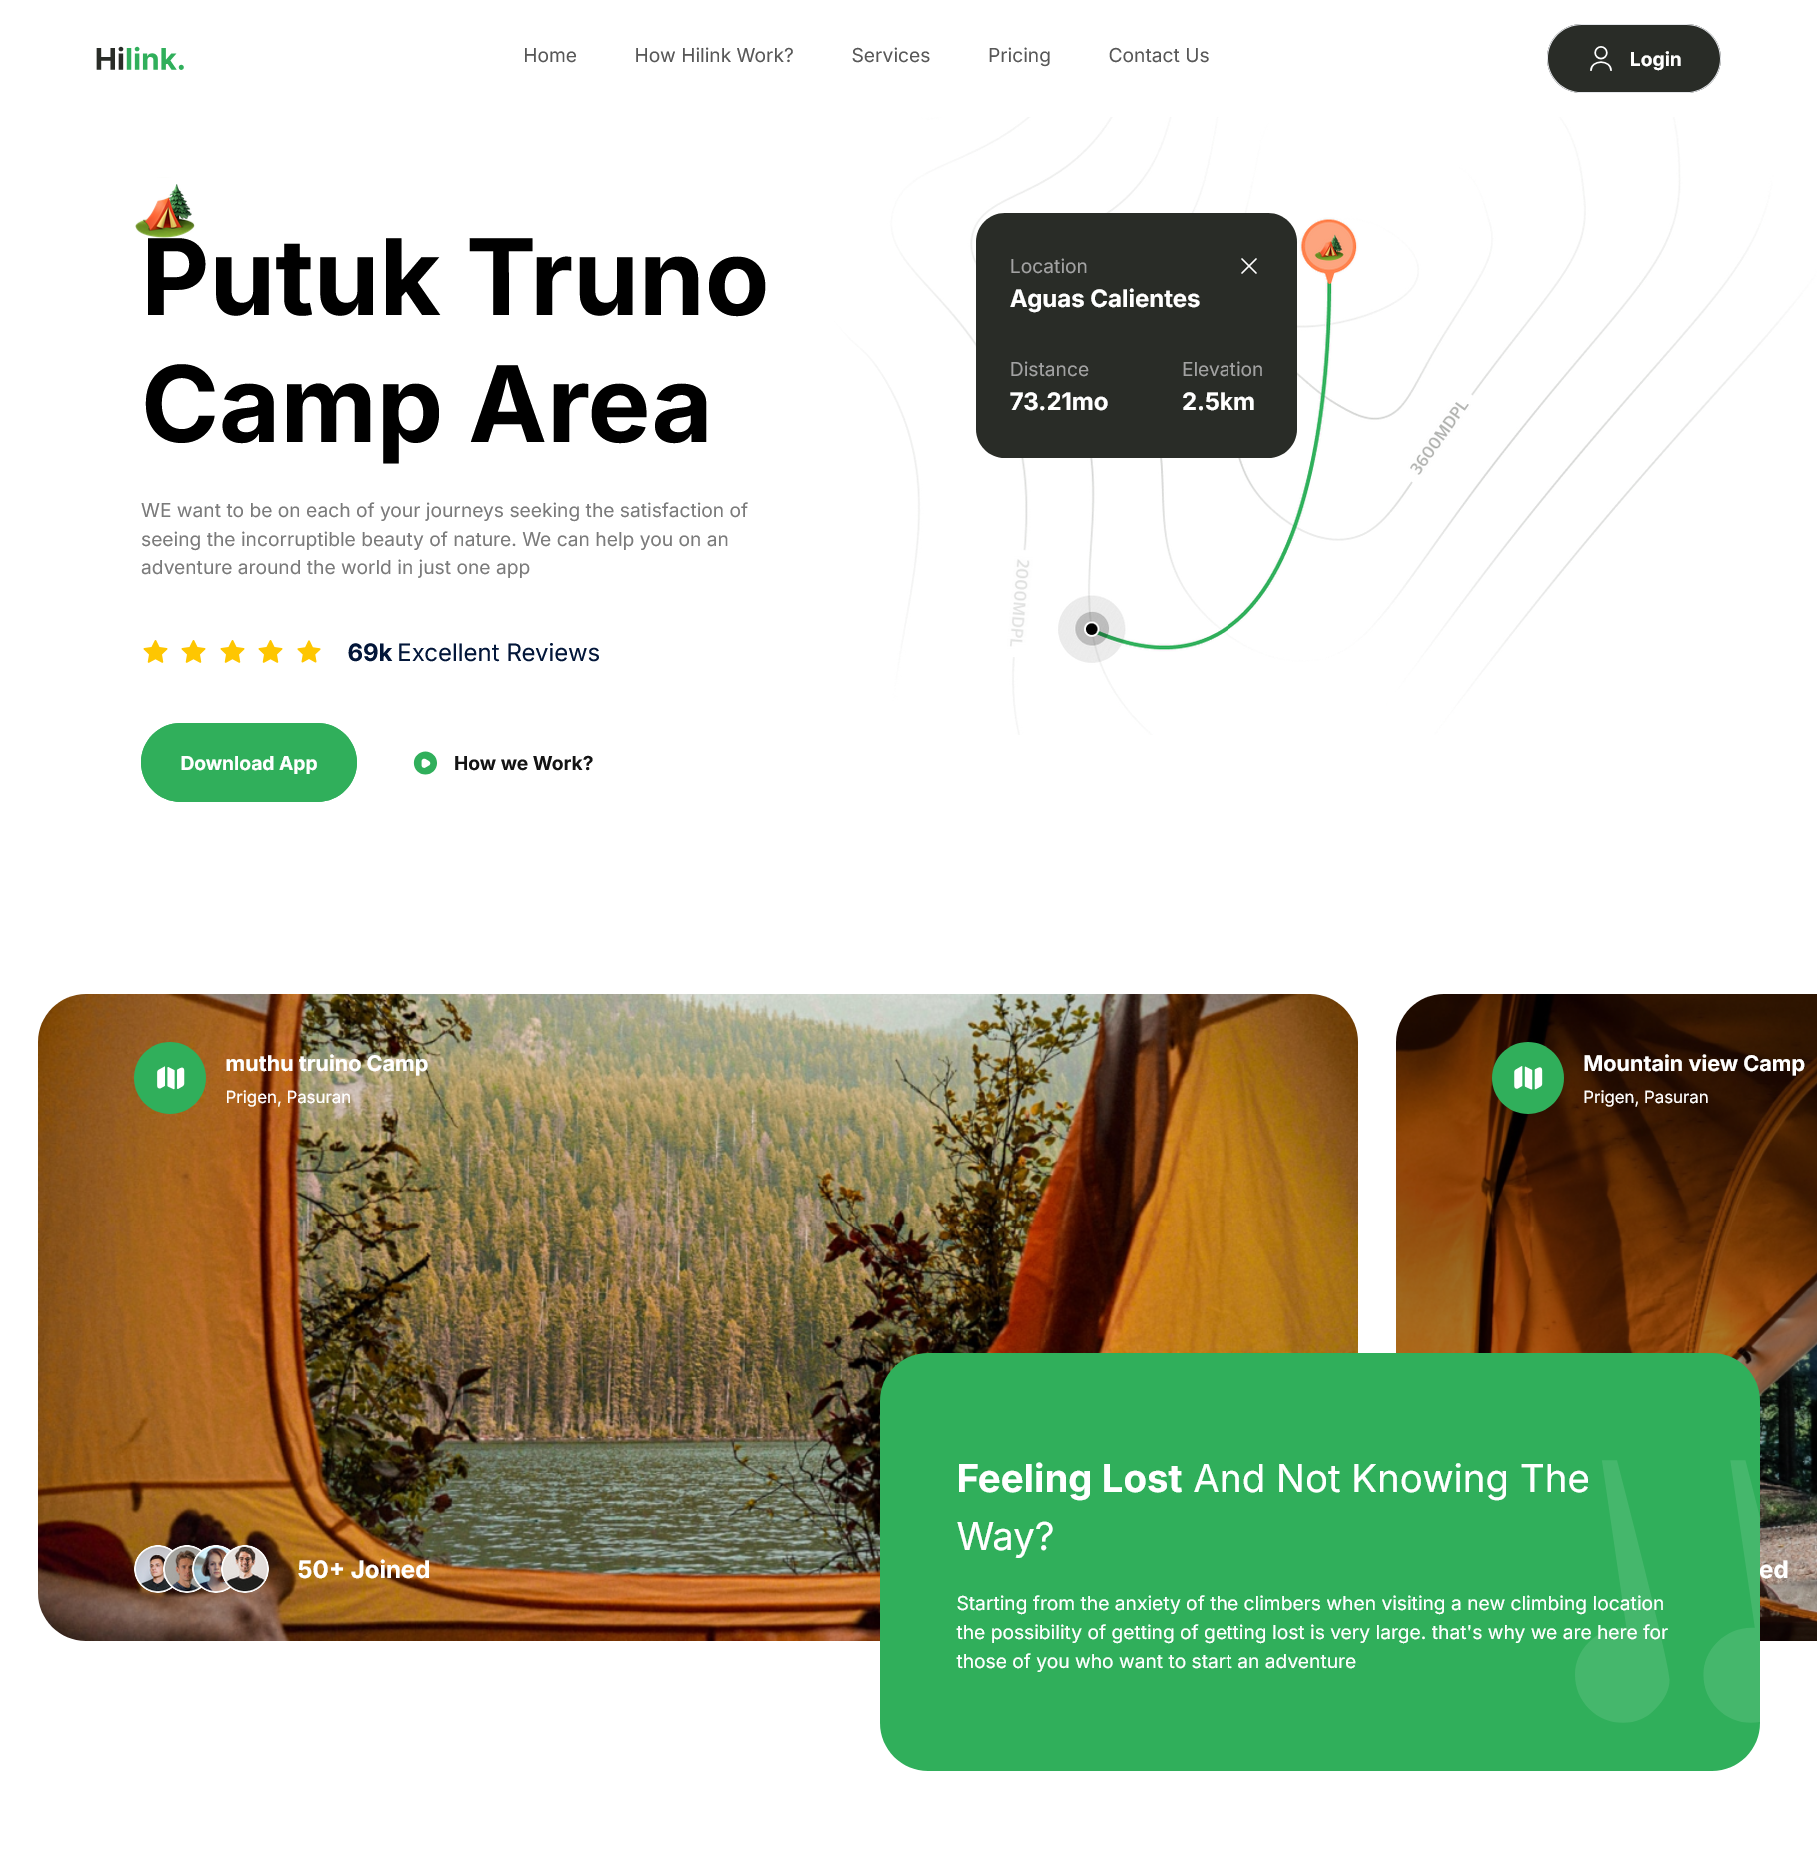 Hilink.
Home
How Hilink Work?
Services
Pricing
Contact Us
Login
Putuk Truno
Camp Area
WE want to be on each of your journeys seeking the satisfaction of
seeing the incorruptible beauty of nature. We can help you on an
adventure around the world in just one app
69k Excellent Reviews
Download App
How we Work?
Location
Aguas Calientes
Distance
Elevation
73.21mo
2.5km
3600MDPL
2000MDPL
muthu truino Camp
Prigen, Pasuran
50+ Joined
Mountain view Camp
Prigen, Pasuran
ed
Feeling Lost And Not Knowing The
Way?
Starting from the anxiety of the climbers when visiting a new climbing location
the possibility of getting of getting lost is very large. that's why we are here for
those of you who want to start an adventure